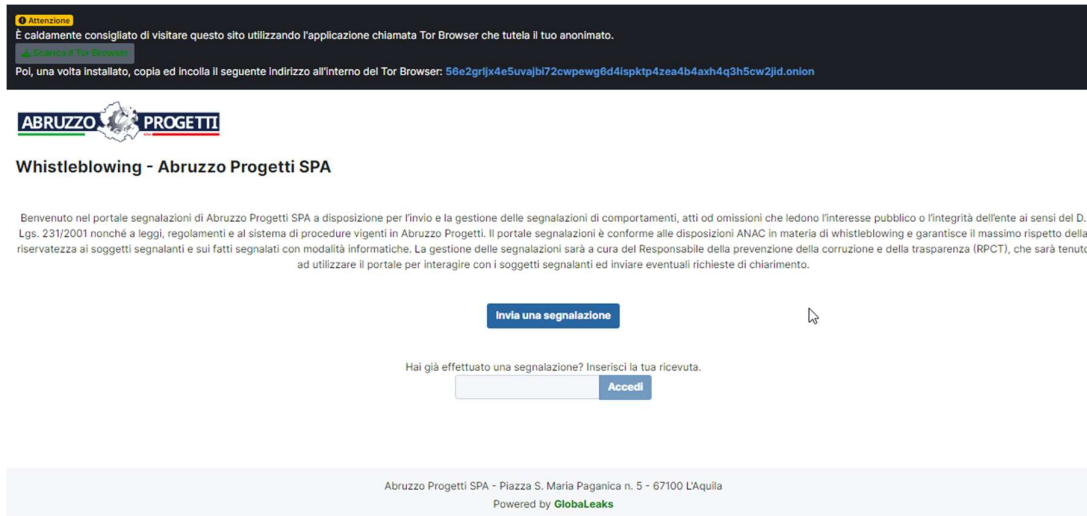 Attenzione
È caldamente consigliato di visitare questo sito utilizzando l'applicazione chiamata Tor Browser che tutela il tuo anonimato.
Scarica il Tor Browser
Poi, una volta installato, copia ed incolla il seguente indirizzo all'interno del Tor Browser: 56e2grljx4e5uvajbi72cwpewg6d4ispktp4zea4b4axh4q3h5cw2jid.onion
ABRUZZO PROGETTI
Whistleblowing - Abruzzo Progetti SPA
Benvenuto nel portale segnalazioni di Abruzzo Progetti SPA a disposizione per l'invio e la gestione delle segnalazioni di comportamenti, atti od omissioni che ledono l'interesse pubblico o l'integrità dell'ente ai sensi del D.
Lgs. 231/2001 nonché a leggi, regolamenti e al sistema di procedure vigenti in Abruzzo Progetti. Il portale segnalazioni è conforme alle disposizioni ANAC in materia di whistleblowing e garantisce il massimo rispetto della
riservatezza ai soggetti segnalanti e sui fatti segnalati con modalità informatiche. La gestione delle segnalazioni sarà a cura del Responsabile della prevenzione della corruzione e della trasparenza (RPCT), che sarà tenuto
ad utilizzare il portale per interagire con i soggetti segnalanti ed inviare eventuali richieste di chiarimento.
Invia una segnalazione
Hai già effettuato una segnalazione? Inserisci la tua ricevuta.
Accedi
Abruzzo Progetti SPA - Piazza S. Maria Paganica n. 5 - 67100 L'Aquila
Powered by GlobaLeaks